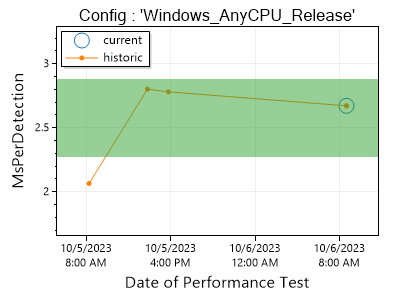 Config : 'Windows_AnyCPU_Release'
current
historic
MsPerDetection
3
2.5
2
10/5/2023 10/5/2023 10/6/2023 10/6/2023
8:00 AM 4:00 PM 12:00 AM 8:00 AM
Date of Performance Test